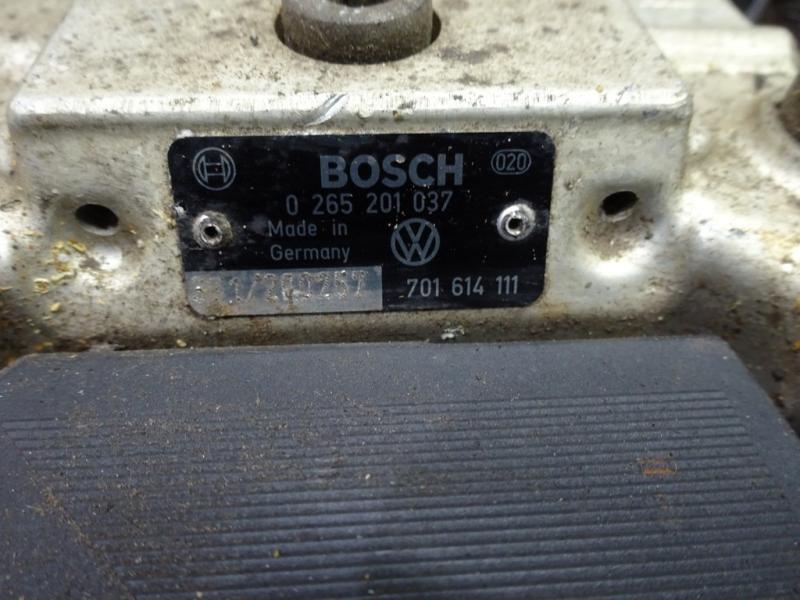 BOSCH
020
0 265 201 037
Made in
Germany
701 614 111